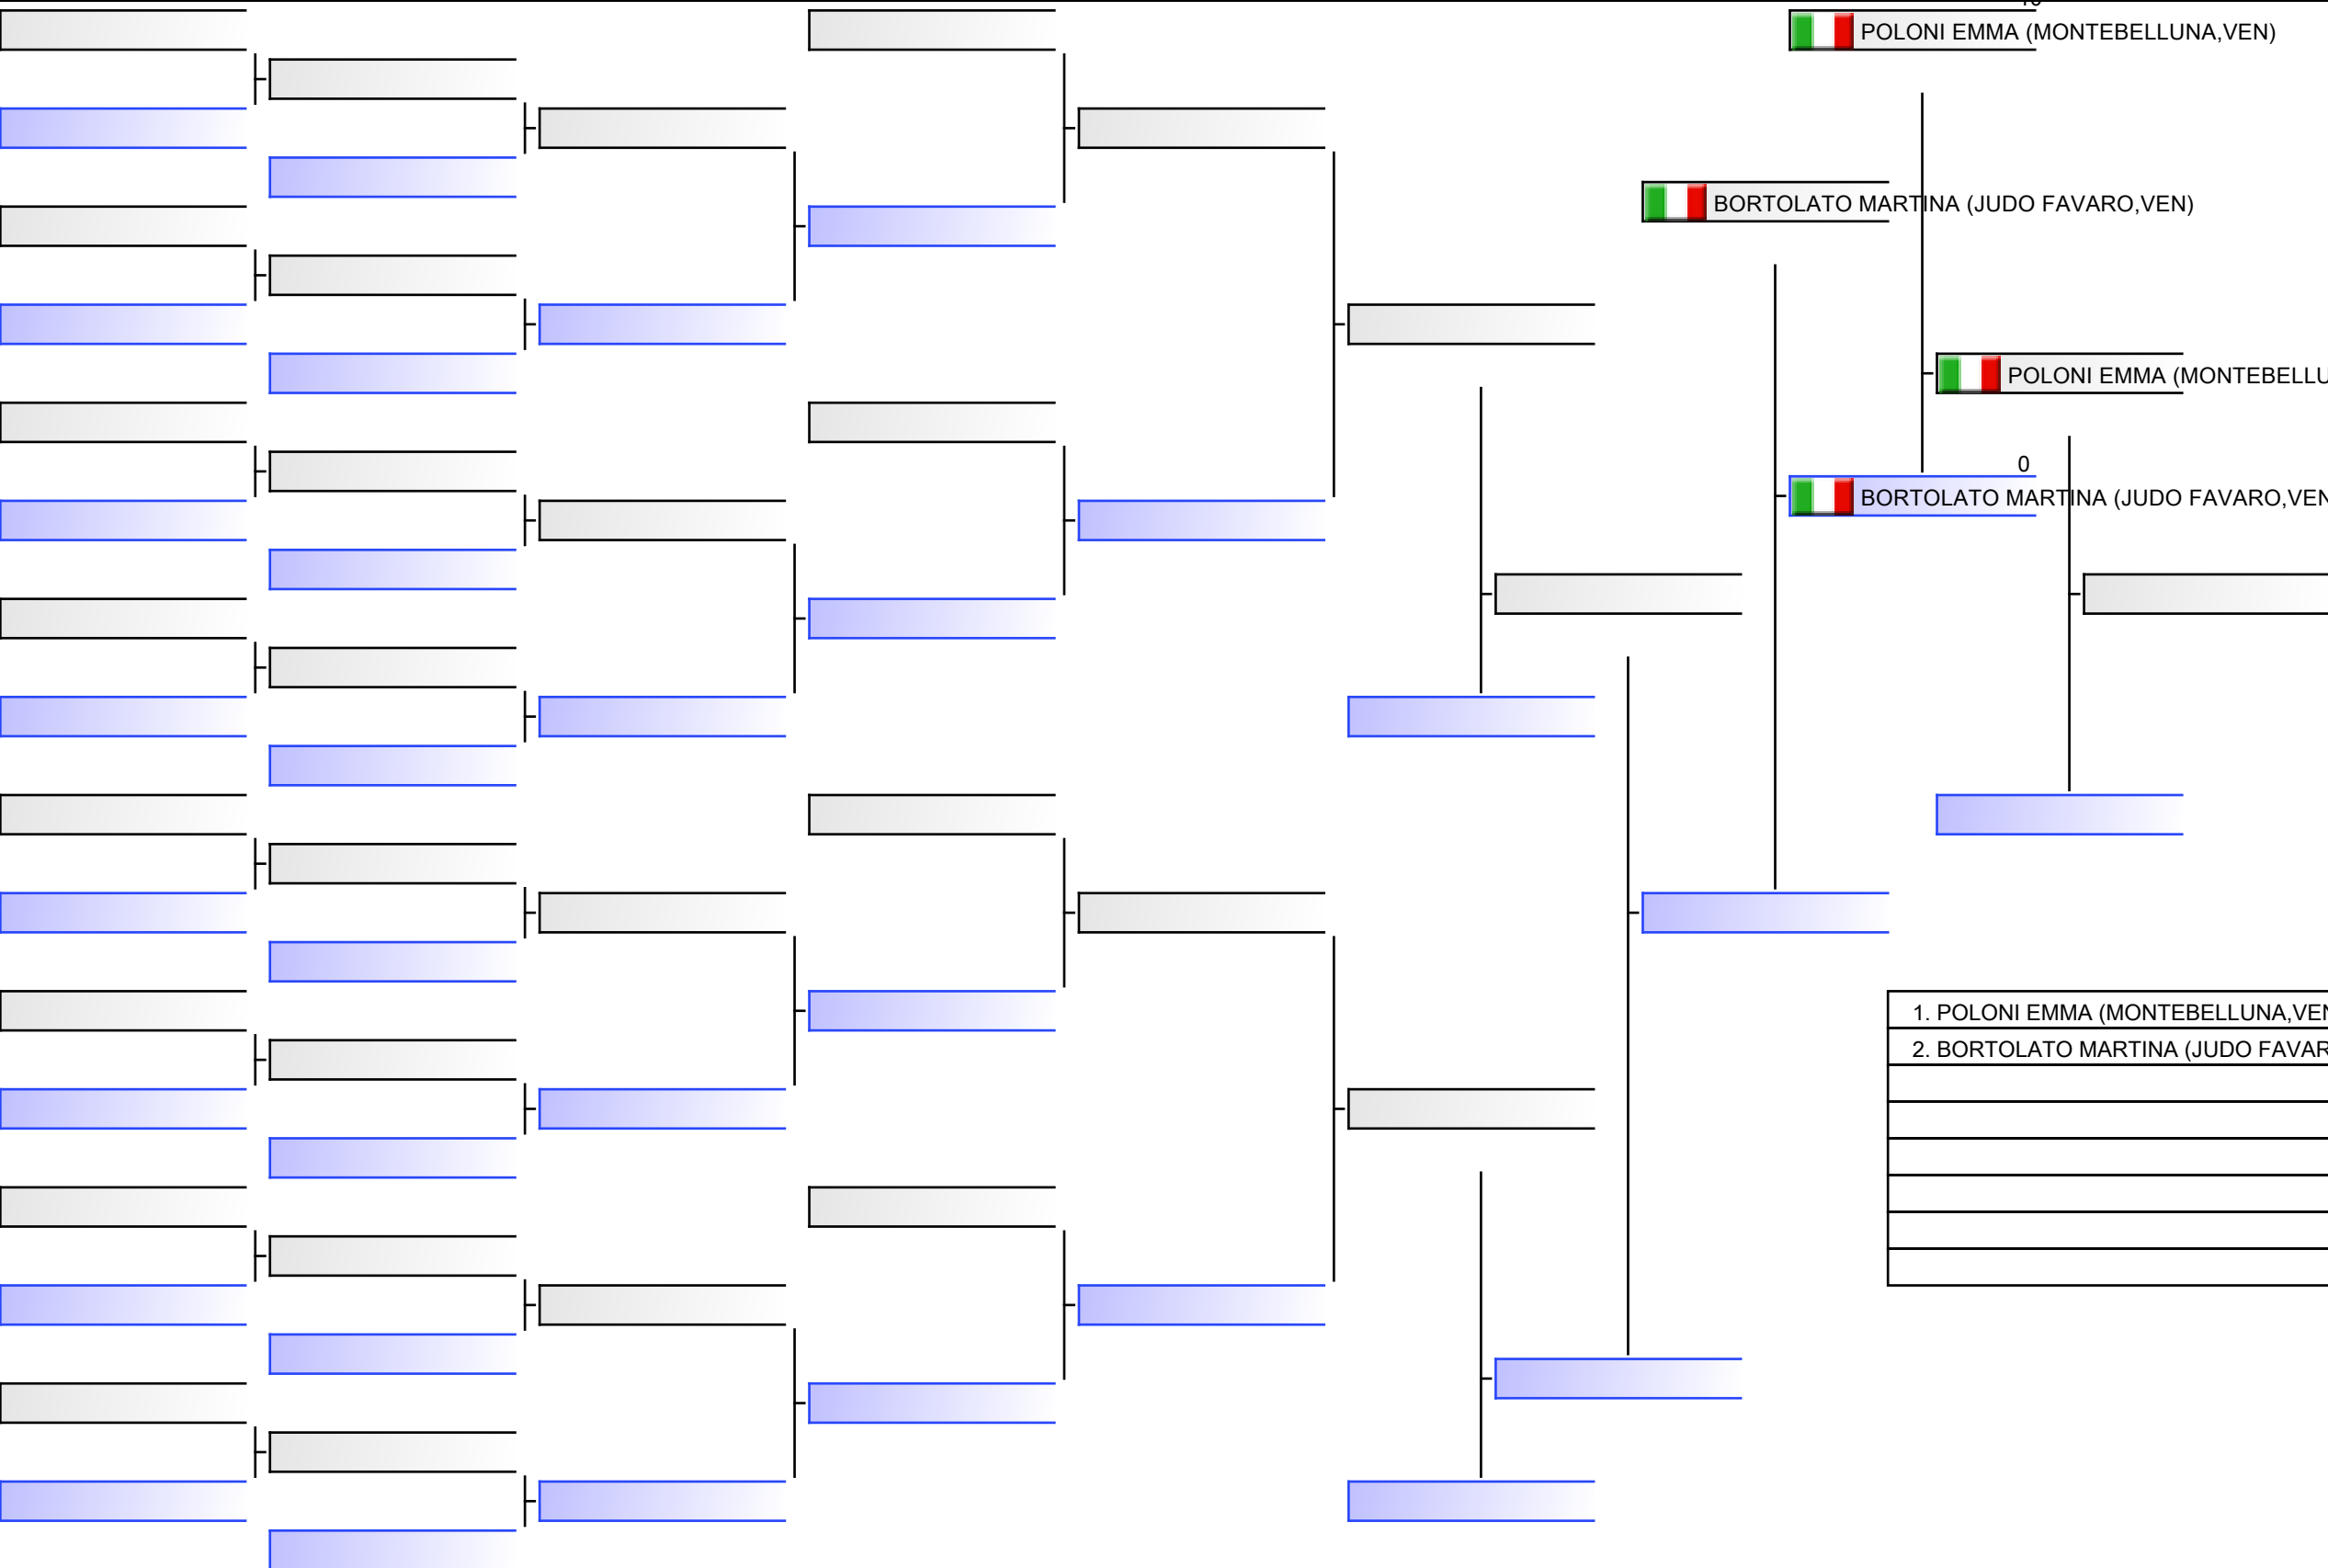 POLONI EMMA (MONTEBELLUNA,VEN)
BORTOLATO MARTINA (JUDO FAVARO,VEN)
POLONI EMMA (MONTEBELLU
0
BORTOLATO MARTINA (JUDO FAVARO,VEN
1. POLONI EMMA (MONTEBELLUNA,VEN
2. BORTOLATO MARTINA (JUDO FAVAR